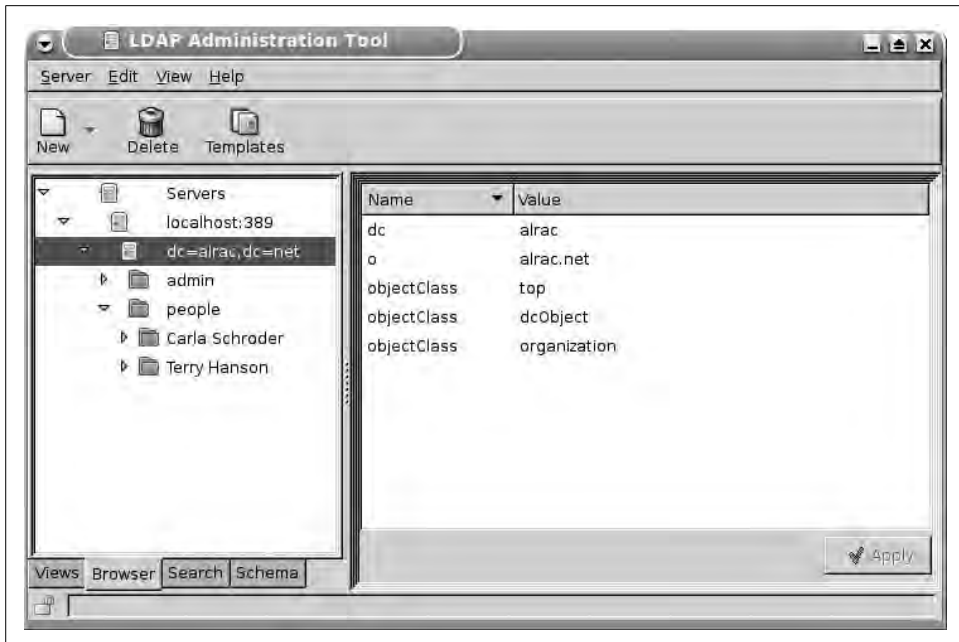 LDAP Administration Tool
Server Edit View Help
New Delete Templates
Servers
localhost:389
dc=alrac,dc=net
admin
people
Carla Schroder
Terry Hanson
Views Browser Search Schema
Name Value
dc alrac
o alrac.net
objectClass top
objectClass dcObject
objectClass organization
Apply